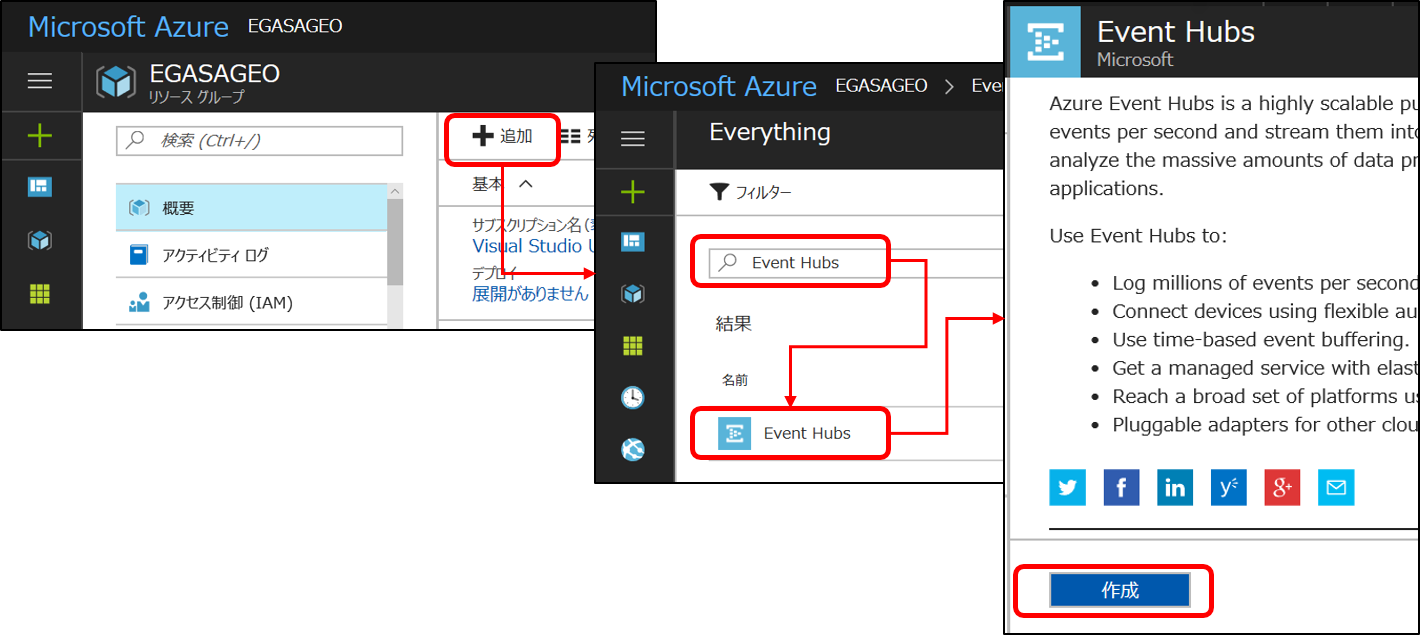 Microsoft Azure EGASAGEO
EGASAGEO
リソース グループ
検索 (Ctrl+/)
概要
アクティビティ ログ
アクセス制御 (IAM)
追加
基本
サブスクリプション名
Visual Studio
デプロイ
展開がありません
Microsoft Azure EGASAGEO > Eve
Everything
フィルター
Event Hubs
結果
名前
Event Hubs
Event Hubs
Microsoft
Azure Event Hubs is a highly scalable pu
events per second and stream them into
analyze the massive amounts of data pr
applications.
Use Event Hubs to:
• Log millions of events per second
• Connect devices using flexible au
• Use time-based event buffering.
• Get a managed service with elast
• Reach a broad set of platforms us
• Pluggable adapters for other clou
作成